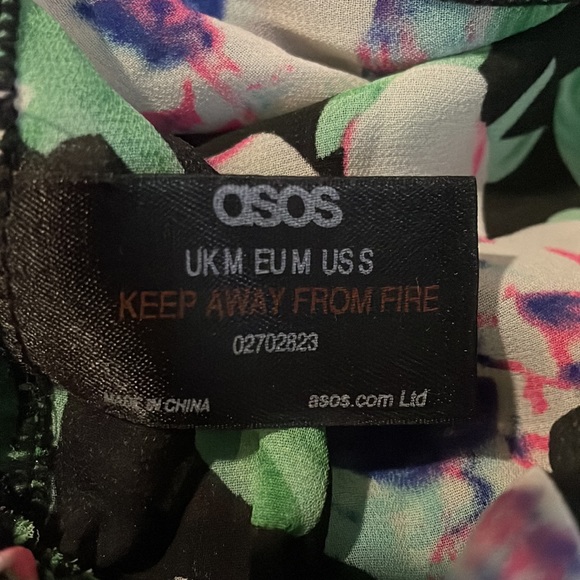 asos
UK M EU M US S
KEEP AWAY FROM FIRE
02702823
MADE IN CHINA
asos.com Ltd